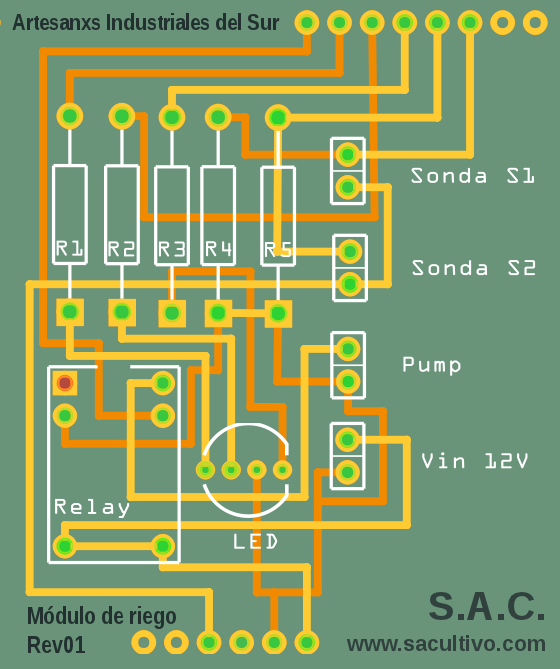 Artesanxs Industriales del Sur
Sonda S1
R1 R2 R3 R4 R5
Sonda S2
Pump
Vin 12V
Relay
LED
Módulo de riego
Rev01
S.A.C.
www.sacultivo.com